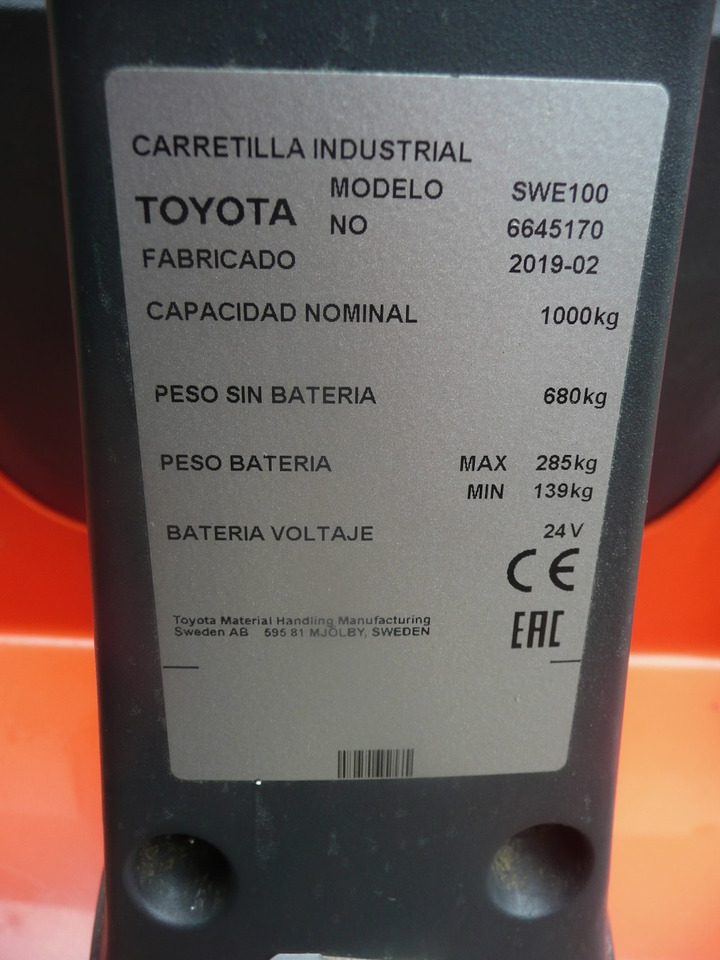 CARRETILLA INDUSTRIAL
TOYOTA MODELO SWE100
NO 6645170
FABRICADO 2019-02
CAPACIDAD NOMINAL 1000kg
PESO SIN BATERIA 680kg
PESO BATERIA MAX 285kg
MIN 139kg
BATERIA VOLTAJE 24V
CE
Toyota Material Handling Manufacturing
Sweden AB 595 81 MJÖLBY, SWEDEN
EAC